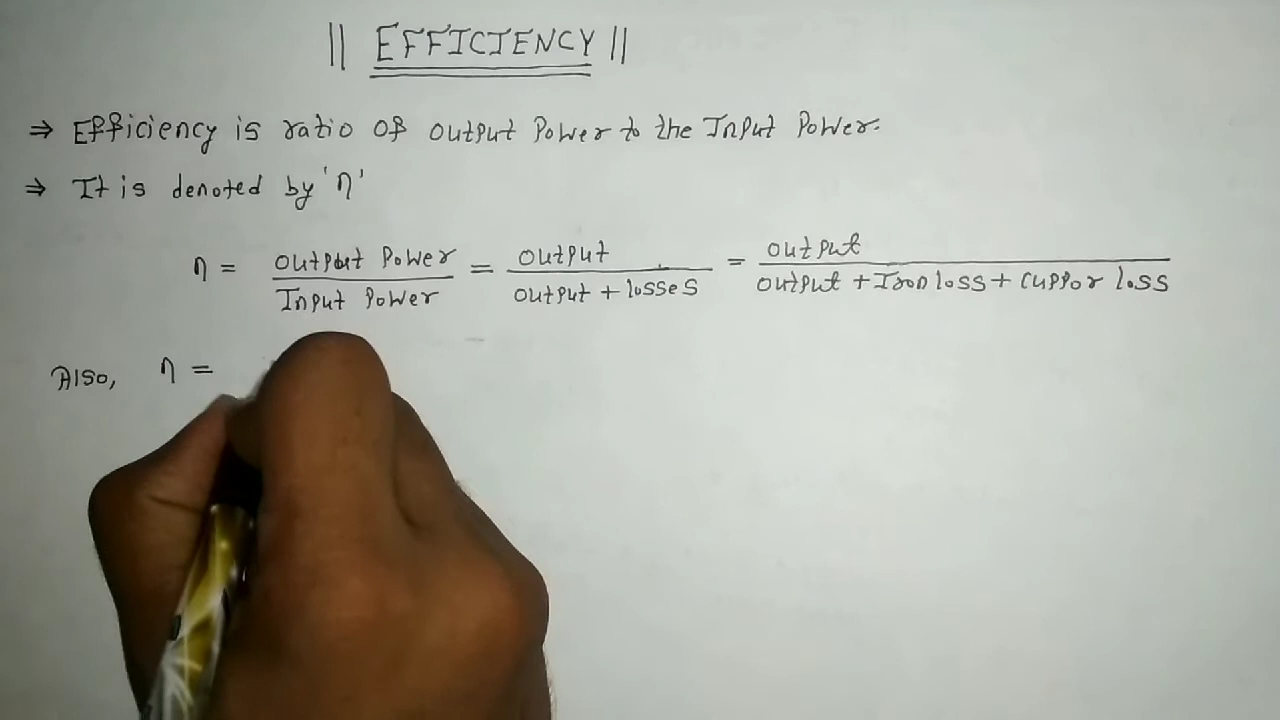 || EFFICIENCY ||
⇒ Efficiency is ratio of output Power to the Input Power.
⇒ It is denoted by 'η'
η = Output Power / Input Power = output / output + losses = output / output + Iron loss + Cuppor loss
Also, η =